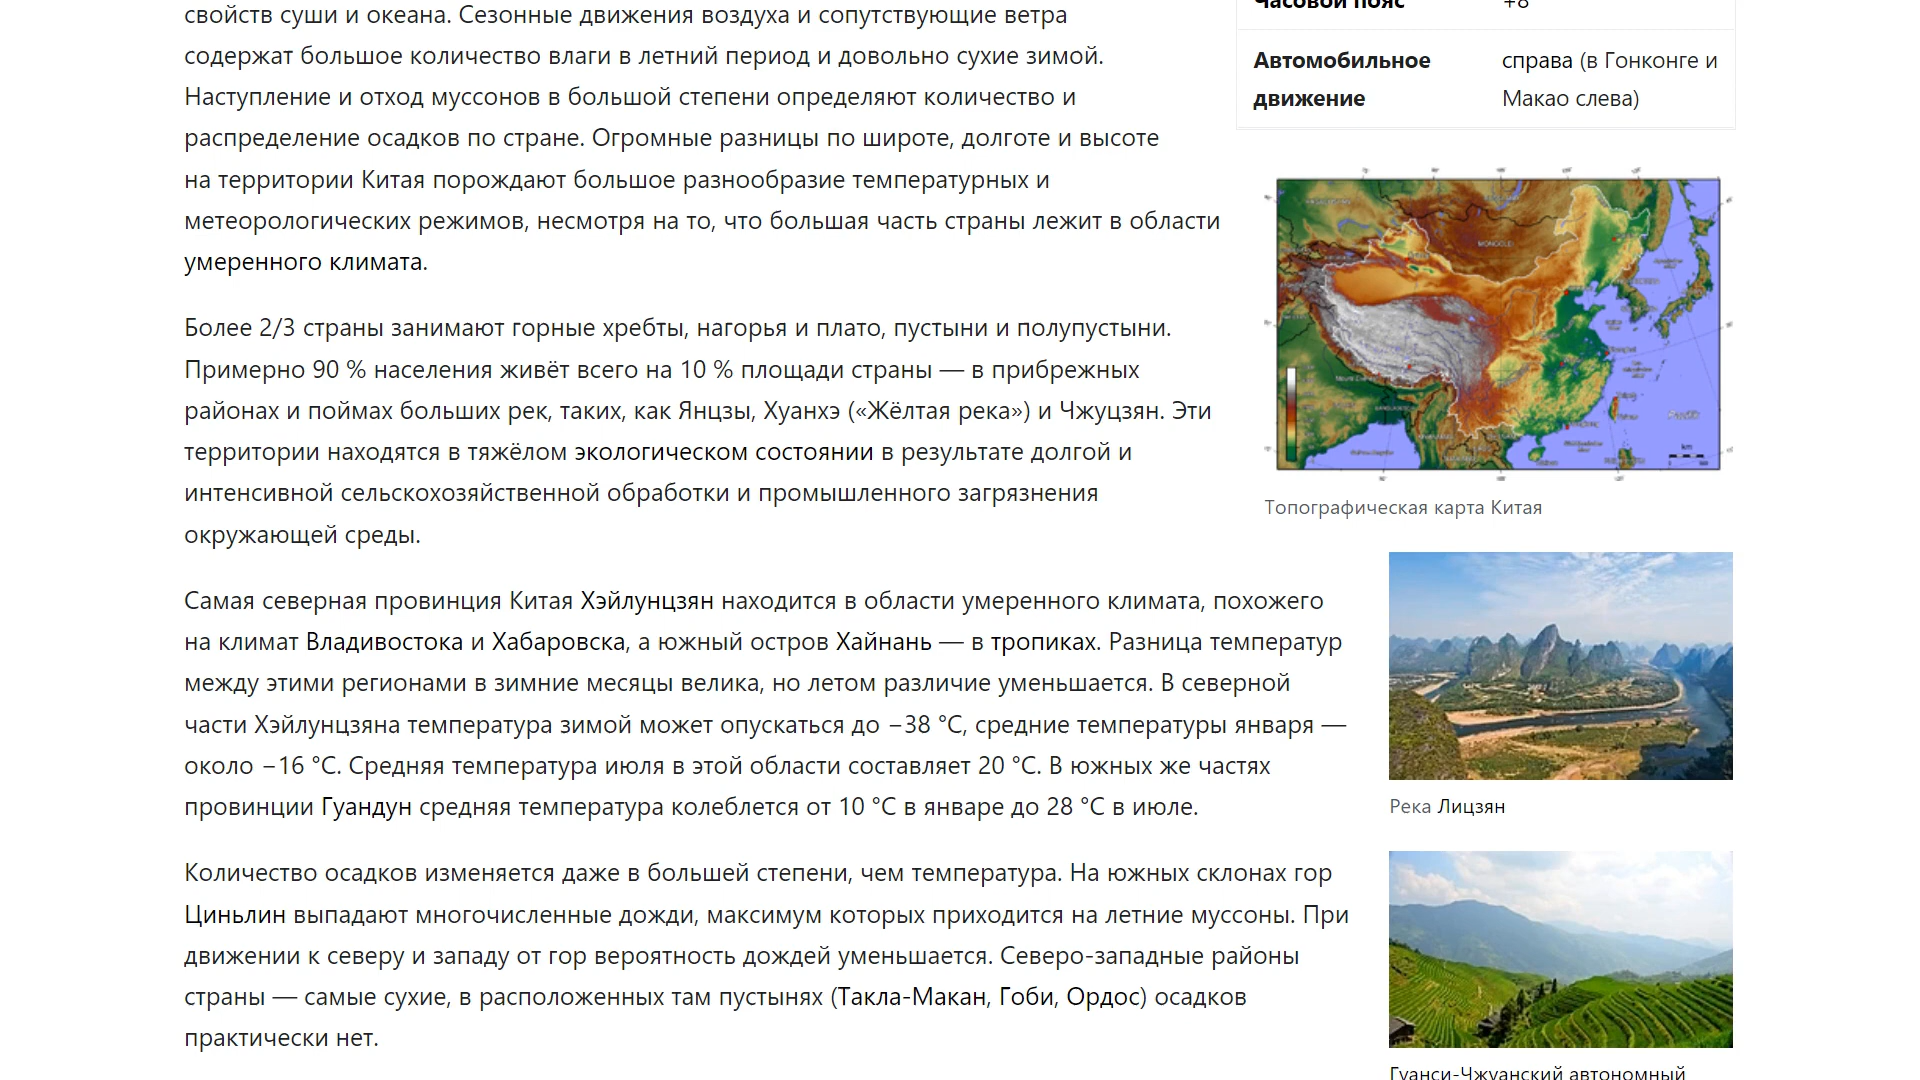 свойств суши и океана. Сезонные движения воздуха и сопутствующие ветра
содержат большое количество влаги в летний период и довольно сухие зимой.
Наступление и отход муссонов в большой степени определяют количество и
распределение осадков по стране. Огромные разницы по широте, долготе и высоте
на территории Китая порождают большое разнообразие температурных и
метеорологических режимов, несмотря на то, что большая часть страны лежит в области
умеренного климата.
Более 2/3 страны занимают горные хребты, нагорья и плато, пустыни и полупустыни.
Примерно 90 % населения живёт всего на 10 % площади страны — в прибрежных
районах и поймах больших рек, таких, как Янцзы, Хуанхэ («Жёлтая река») и Чжуцзян. Эти
территории находятся в тяжёлом экологическом состоянии в результате долгой и
интенсивной сельскохозяйственной обработки и промышленного загрязнения
окружающей среды.
Самая северная провинция Китая Хэйлунцзян находится в области умеренного климата, похожего
на климат Владивостока и Хабаровска, а южный остров Хайнань — в тропиках. Разница температур
между этими регионами в зимние месяцы велика, но летом различие уменьшается. В северной
части Хэйлунцзяна температура зимой может опускаться до −38 °C, средние температуры января —
около −16 °C. Средняя температура июля в этой области составляет 20 °C. В южных же частях
провинции Гуандун средняя температура колеблется от 10 °C в январе до 28 °C в июле.
Количество осадков изменяется даже в большей степени, чем температура. На южных склонах гор
Циньлин выпадают многочисленные дожди, максимум которых приходится на летние муссоны. При
движении к северу и западу от гор вероятность дождей уменьшается. Северо-западные районы
страны — самые сухие, в расположенных там пустынях (Такла-Макан, Гоби, Ордос) осадков
практически нет.
Часовой пояс +8
Автомобильное движение
справа (в Гонконге и
Макао слева)
MONGOLO
km
Топографическая карта Китая
Река Лицзян
Гуанси-Чжуанский автономный